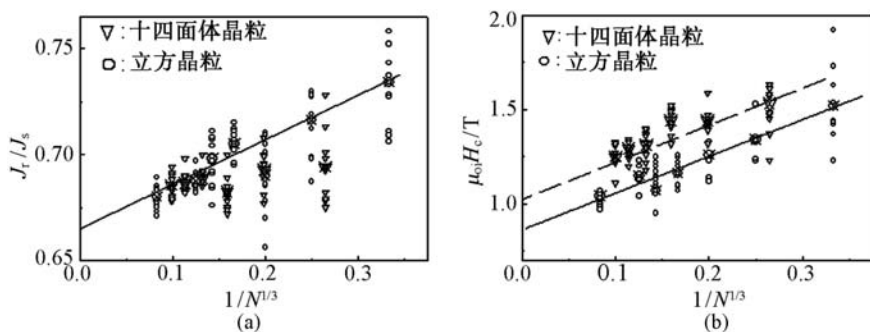 0.75
▽:十四面体晶粒
○:立方晶粒
0.70
0.65
Jr/Js
0.0 0.1 0.2 0.3
1/N^{1/3}
(a)
2.0
▽:十四面体晶粒
○:立方晶粒
1.5
1.0
μ₀ᵢHc/T
0.0 0.1 0.2 0.3
1/N^{1/3}
(b)